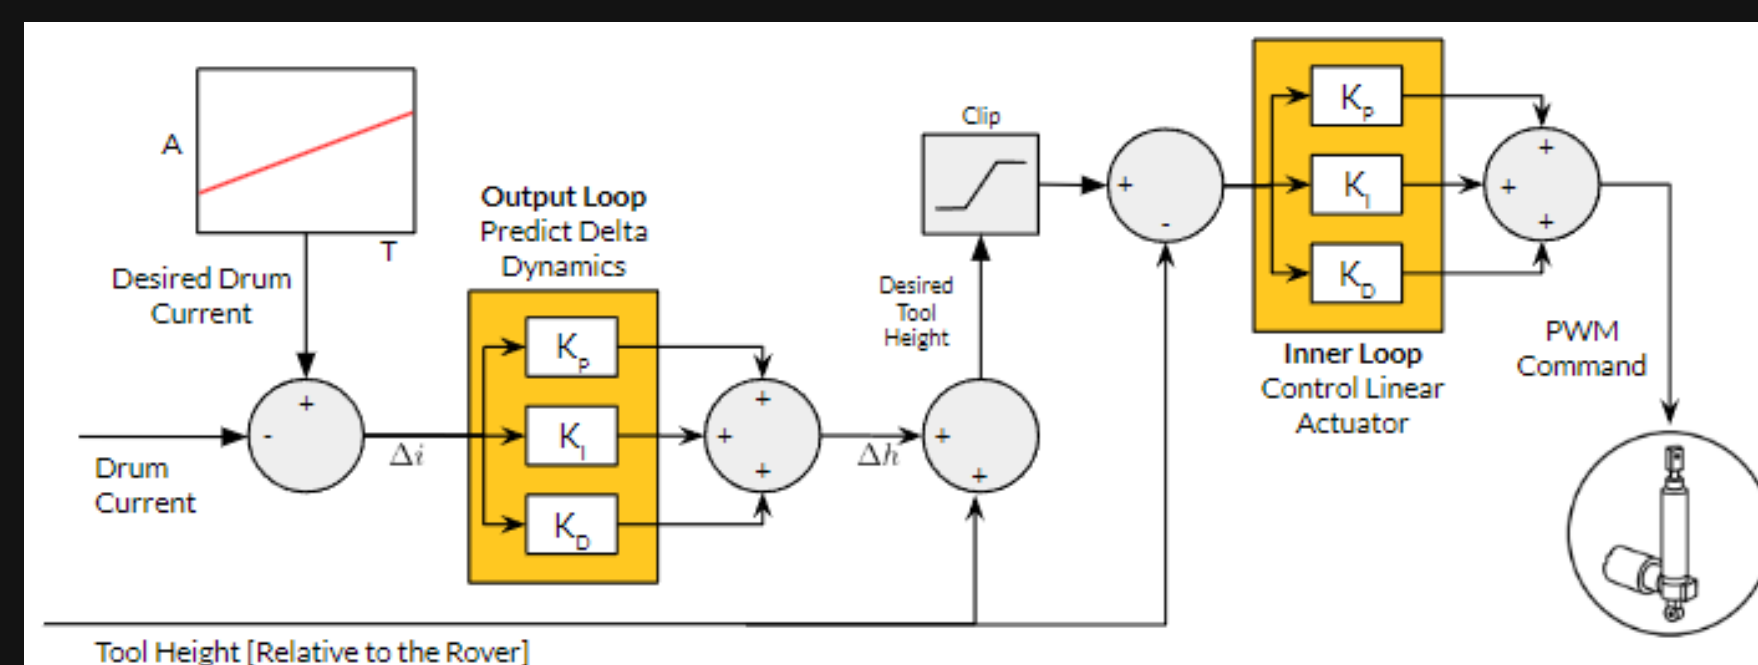 A
T
Desired Drum
Current
+
-
Drum
Current
Δi
Output Loop
Predict Delta
Dynamics
K_P
K_I
K_D
+
+
+
Δh
+
+
Desired
Tool
Height
Clip
+
-
K_P
K_I
K_D
Inner Loop
Control Linear
Actuator
+
+
+
PWM
Command
Tool Height [Relative to the Rover]